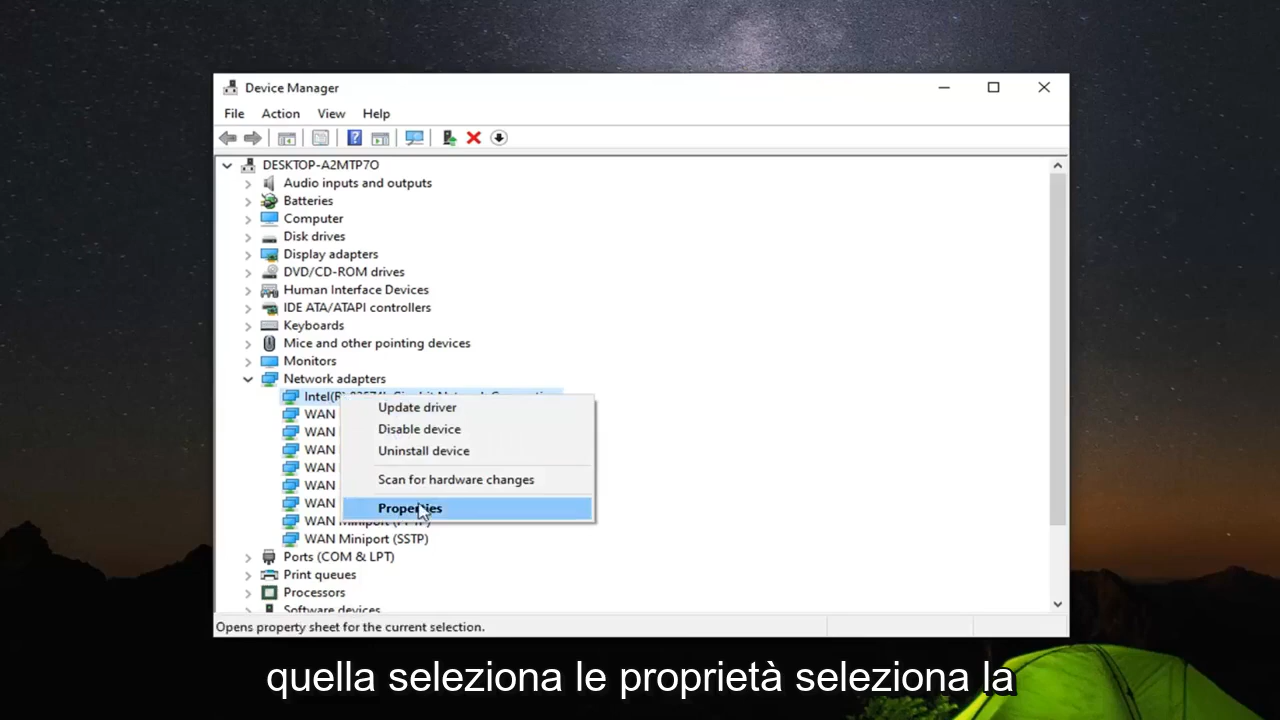 Device Manager
File Action View Help
DESKTOP-A2MTP7O
Audio inputs and outputs
Batteries
Computer
Disk drives
Display adapters
DVD/CD-ROM drives
Human Interface Devices
IDE ATA/ATAPI controllers
Keyboards
Mice and other pointing devices
Monitors
Network adapters
Intel(R)
WAN
WAN
WAN
WAN
WAN
WAN
WAN Miniport
WAN Miniport (SSTP)
Update driver
Disable device
Uninstall device
Scan for hardware changes
Properties
Ports (COM & LPT)
Print queues
Processors
Software devices
Opens property sheet for the current selection.
quella seleziona le proprietà seleziona la